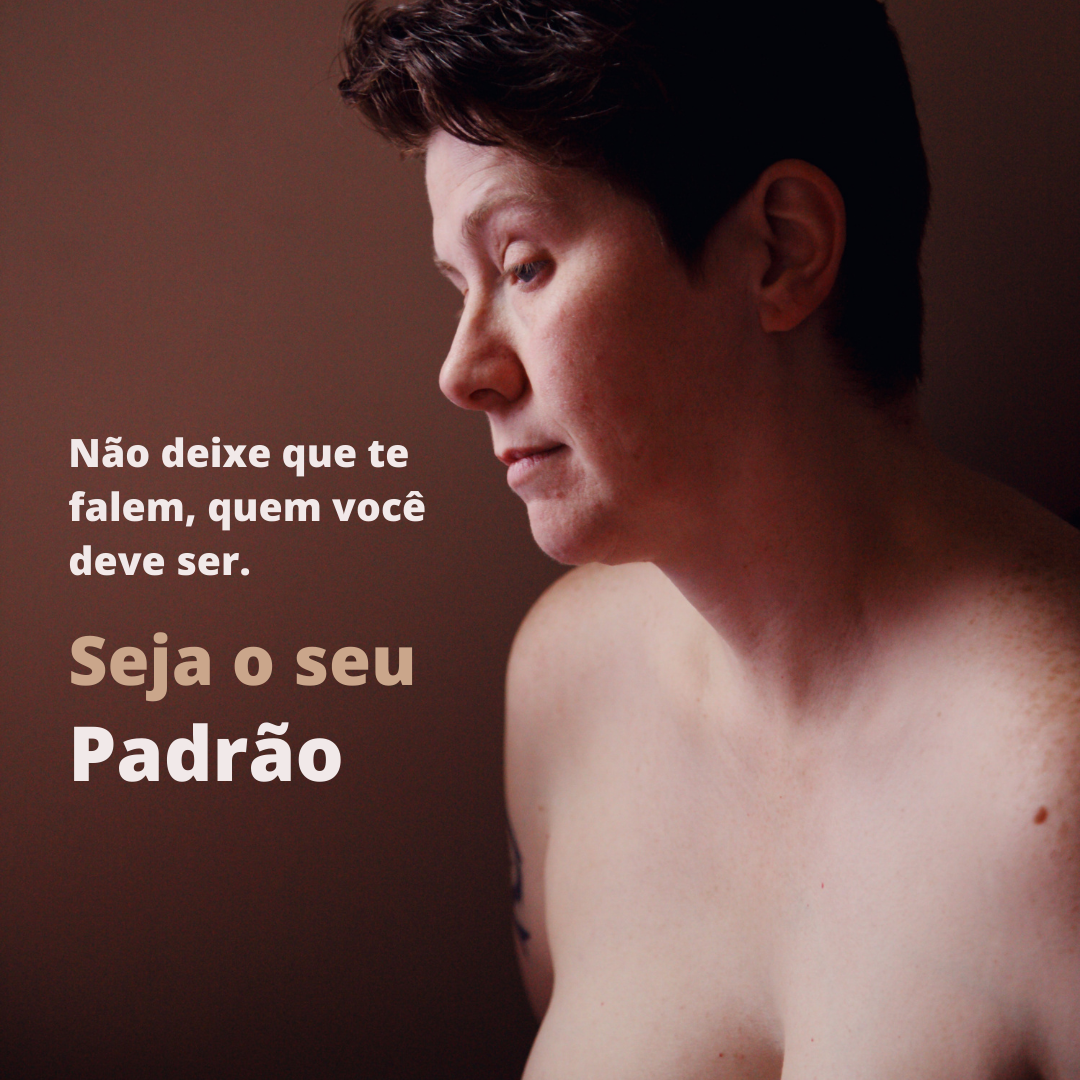 Não deixe que te
falem, quem você
deve ser.
Seja o seu
Padrão